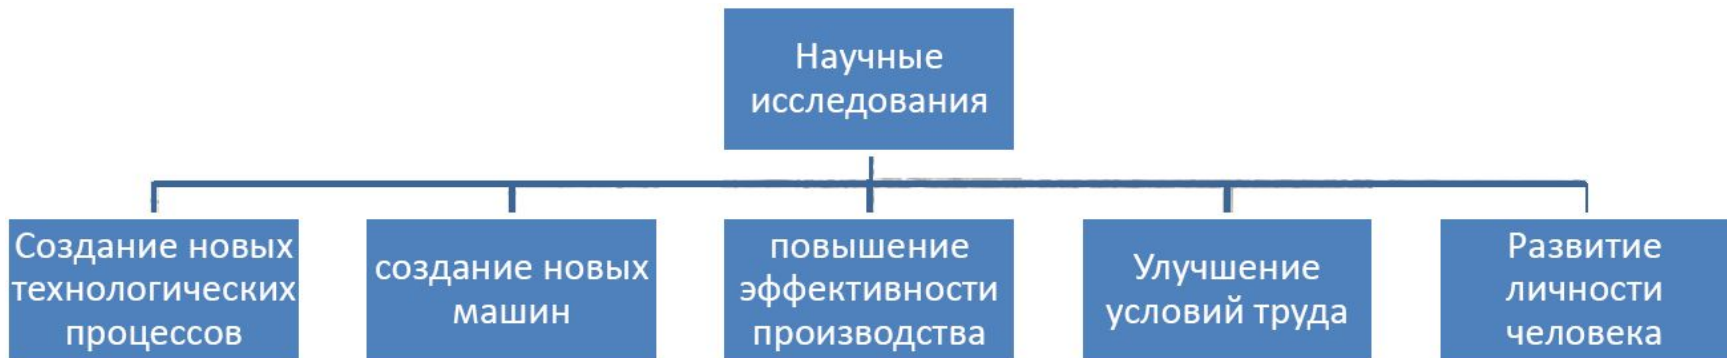 Научные
исследования
Создание новых
технологических
процессов
создание новых
машин
повышение
эффективности
производства
Улучшение
условий труда
Развитие
личности
человека